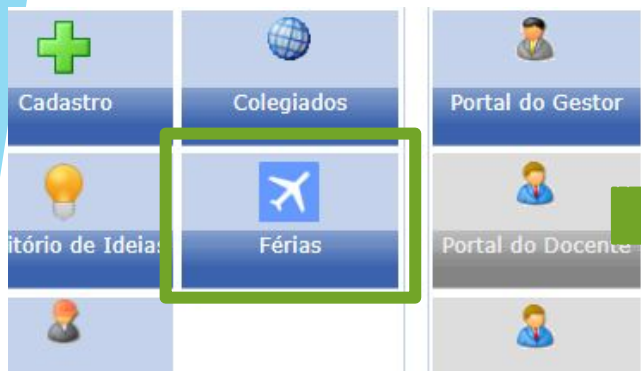 Cadastro
Colegiados
Portal do Gestor
itório de Ideias
Férias
Portal do Docente